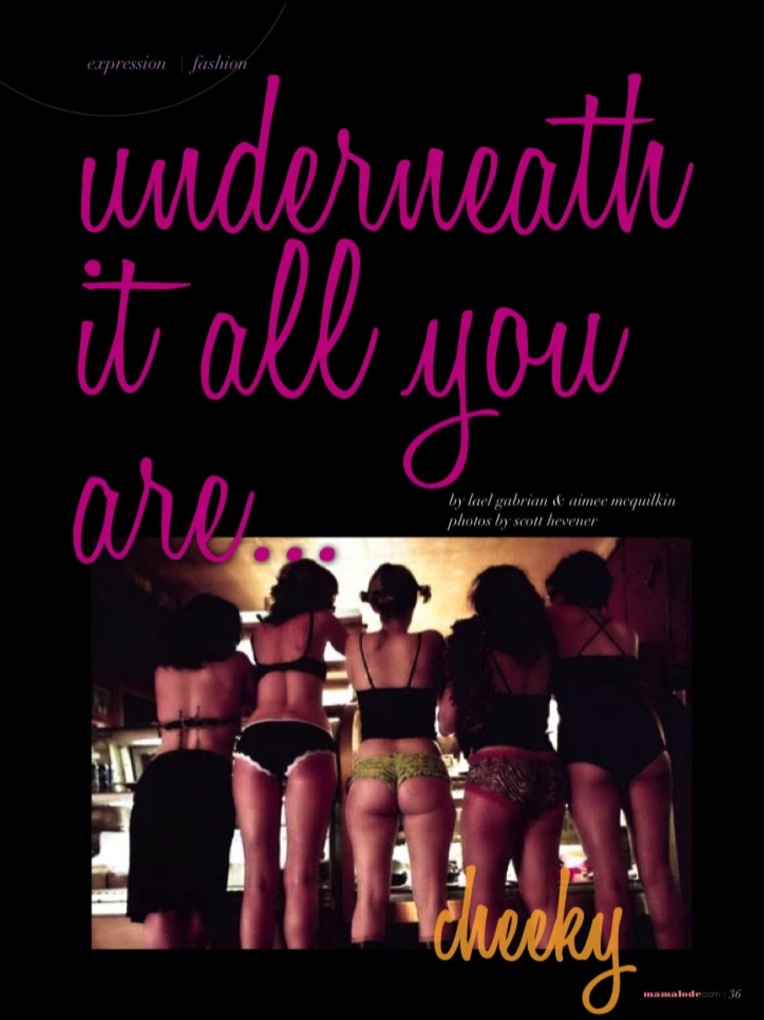 expression | fashion
underneath
it all you
are...
by lael gabrian & aimee mcquilkin
photos by scott hevener
cheeky
mamalode.com | 36